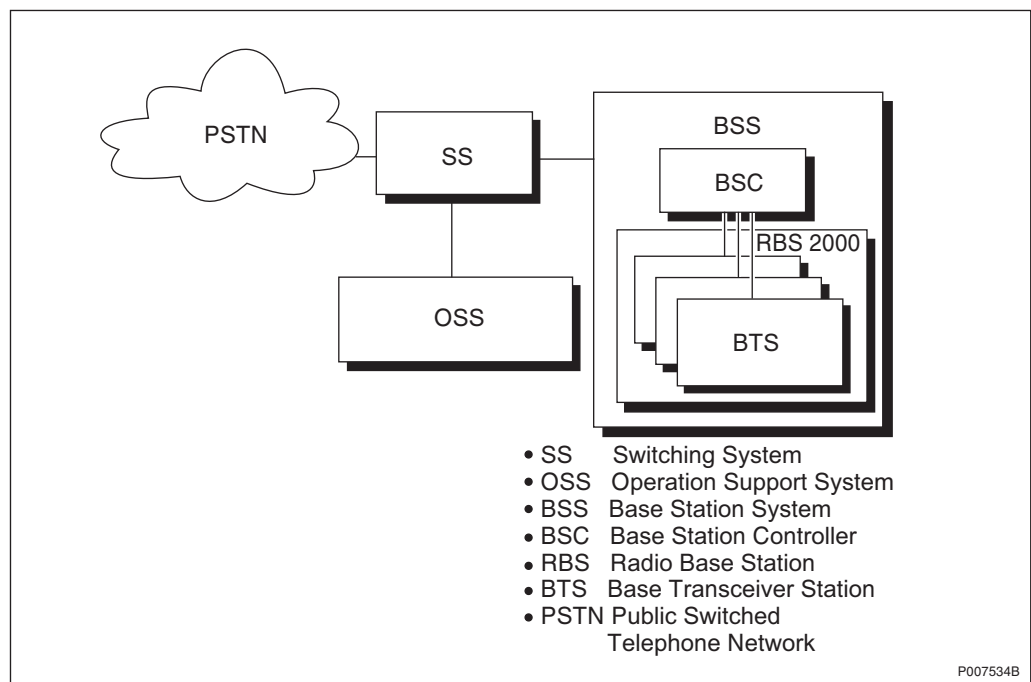 PSTN
SS
BSS
BSC
RBS 2000
OSS
BTS
• SS Switching System
• OSS Operation Support System
• BSS Base Station System
• BSC Base Station Controller
• RBS Radio Base Station
• BTS Base Transceiver Station
• PSTN Public Switched
Telephone Network
P007534B